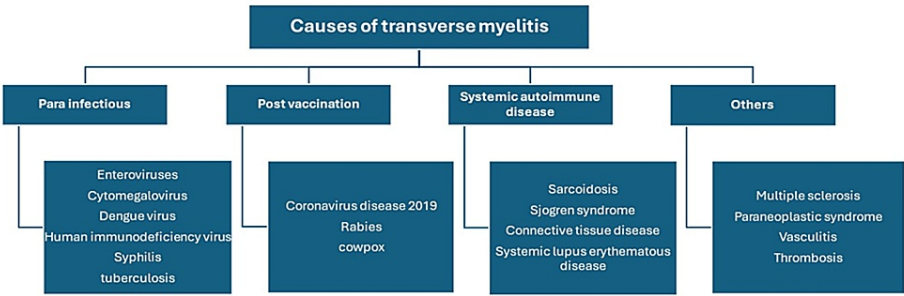 Causes of transverse myelitis
Para infectious
Post vaccination
Systemic autoimmune
disease
Others
Enteroviruses
Cytomegalovirus
Dengue virus
Human immunodeficiency virus
Syphilis
tuberculosis
Coronavirus disease 2019
Rabies
cowpox
Sarcoidosis
Sjogren syndrome
Connective tissue disease
Systemic lupus erythematous
disease
Multiple sclerosis
Paraneoplastic syndrome
Vasculitis
Thrombosis